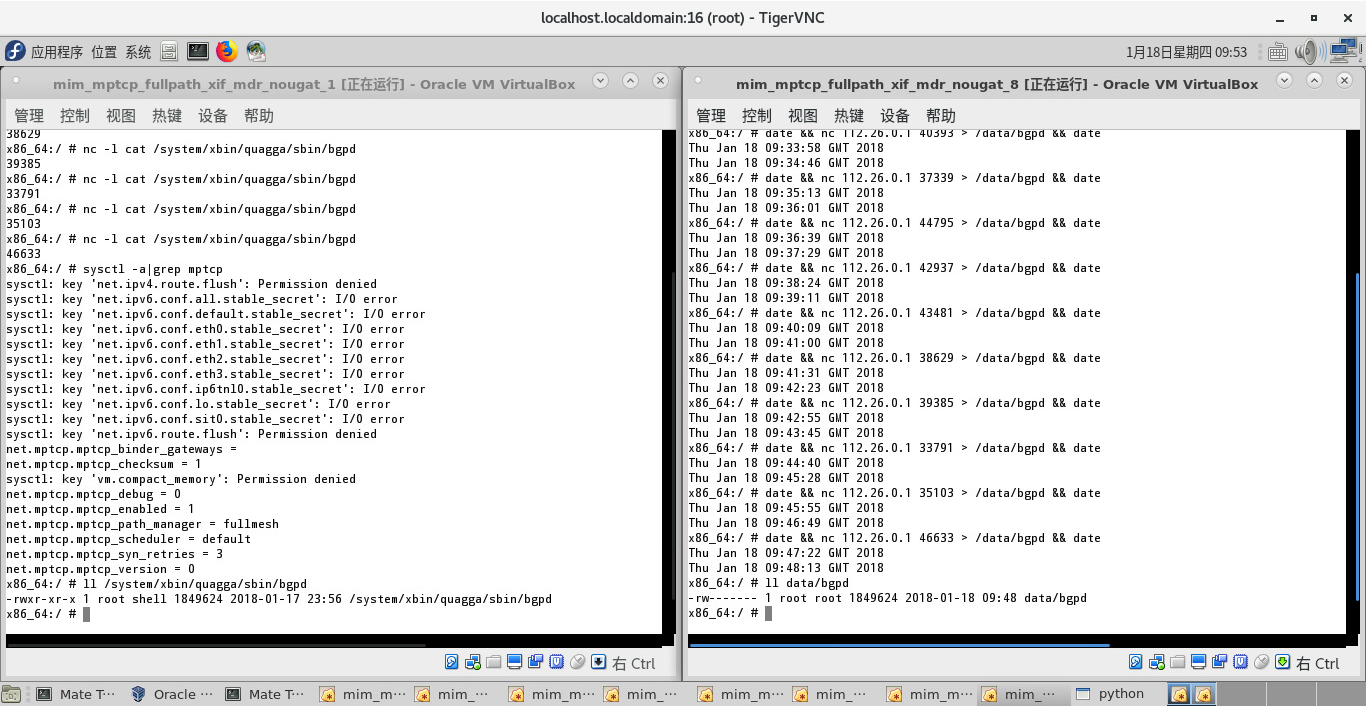 localhost.localdomain:16 (root) - TigerVNC
应用程序 位置 系统
1月18日星期四 09:53
mim_mptcp_fullpath_xif_mdr_nougat_1 [正在运行] - Oracle VM VirtualBox
管理 控制 视图 热键 设备 帮助
38629
x86_64:/ # nc -l cat /system/xbin/quagga/sbin/bgpd
39385
x86_64:/ # nc -l cat /system/xbin/quagga/sbin/bgpd
33791
x86_64:/ # nc -l cat /system/xbin/quagga/sbin/bgpd
35103
x86_64:/ # nc -l cat /system/xbin/quagga/sbin/bgpd
46633
x86_64:/ # sysctl -a|grep mptcp
sysctl: key 'net.ipv4.route.flush': Permission denied
sysctl: key 'net.ipv6.conf.all.stable_secret': I/O error
sysctl: key 'net.ipv6.conf.default.stable_secret': I/O error
sysctl: key 'net.ipv6.conf.eth0.stable_secret': I/O error
sysctl: key 'net.ipv6.conf.eth1.stable_secret': I/O error
sysctl: key 'net.ipv6.conf.eth2.stable_secret': I/O error
sysctl: key 'net.ipv6.conf.eth3.stable_secret': I/O error
sysctl: key 'net.ipv6.conf.ip6tnl0.stable_secret': I/O error
sysctl: key 'net.ipv6.conf.lo.stable_secret': I/O error
sysctl: key 'net.ipv6.conf.sit0.stable_secret': I/O error
sysctl: key 'net.ipv6.route.flush': Permission denied
net.mptcp.mptcp_binder_gateways =
net.mptcp.mptcp_checksum = 1
sysctl: key 'vm.compact_memory': Permission denied
net.mptcp.mptcp_debug = 0
net.mptcp.mptcp_enabled = 1
net.mptcp.mptcp_path_manager = fullmesh
net.mptcp.mptcp_scheduler = default
net.mptcp.mptcp_syn_retries = 3
net.mptcp.mptcp_version = 0
x86_64:/ # ll /system/xbin/quagga/sbin/bgpd
-rwxr-xr-x 1 root shell 1849624 2018-01-17 23:56 /system/xbin/quagga/sbin/bgpd
x86_64:/ #
右 Ctrl
mim_mptcp_fullpath_xif_mdr_nougat_8 [正在运行] - Oracle VM VirtualBox
管理 控制 视图 热键 设备 帮助
x86_64:/ # date && nc 112.26.0.1 40393 > /data/bgpd && date
Thu Jan 18 09:33:58 GMT 2018
Thu Jan 18 09:34:46 GMT 2018
x86_64:/ # date && nc 112.26.0.1 37339 > /data/bgpd && date
Thu Jan 18 09:35:13 GMT 2018
Thu Jan 18 09:36:01 GMT 2018
x86_64:/ # date && nc 112.26.0.1 44795 > /data/bgpd && date
Thu Jan 18 09:36:39 GMT 2018
Thu Jan 18 09:37:29 GMT 2018
x86_64:/ # date && nc 112.26.0.1 42937 > /data/bgpd && date
Thu Jan 18 09:38:24 GMT 2018
Thu Jan 18 09:39:11 GMT 2018
x86_64:/ # date && nc 112.26.0.1 43481 > /data/bgpd && date
Thu Jan 18 09:40:09 GMT 2018
Thu Jan 18 09:41:00 GMT 2018
x86_64:/ # date && nc 112.26.0.1 38629 > /data/bgpd && date
Thu Jan 18 09:41:31 GMT 2018
Thu Jan 18 09:42:23 GMT 2018
x86_64:/ # date && nc 112.26.0.1 39385 > /data/bgpd && date
Thu Jan 18 09:42:55 GMT 2018
Thu Jan 18 09:43:45 GMT 2018
x86_64:/ # date && nc 112.26.0.1 33791 > /data/bgpd && date
Thu Jan 18 09:44:40 GMT 2018
Thu Jan 18 09:45:28 GMT 2018
x86_64:/ # date && nc 112.26.0.1 35103 > /data/bgpd && date
Thu Jan 18 09:45:55 GMT 2018
Thu Jan 18 09:46:49 GMT 2018
x86_64:/ # date && nc 112.26.0.1 46633 > /data/bgpd && date
Thu Jan 18 09:47:22 GMT 2018
Thu Jan 18 09:48:13 GMT 2018
x86_64:/ # ll data/bgpd
-rw------- 1 root root 1849624 2018-01-18 09:48 data/bgpd
x86_64:/ #
右 Ctrl
Mate T··· Oracle ··· Mate T··· mim_m··· mim_··· mim_m··· mim_··· mim_m··· mim_··· mim_m··· mim_··· python